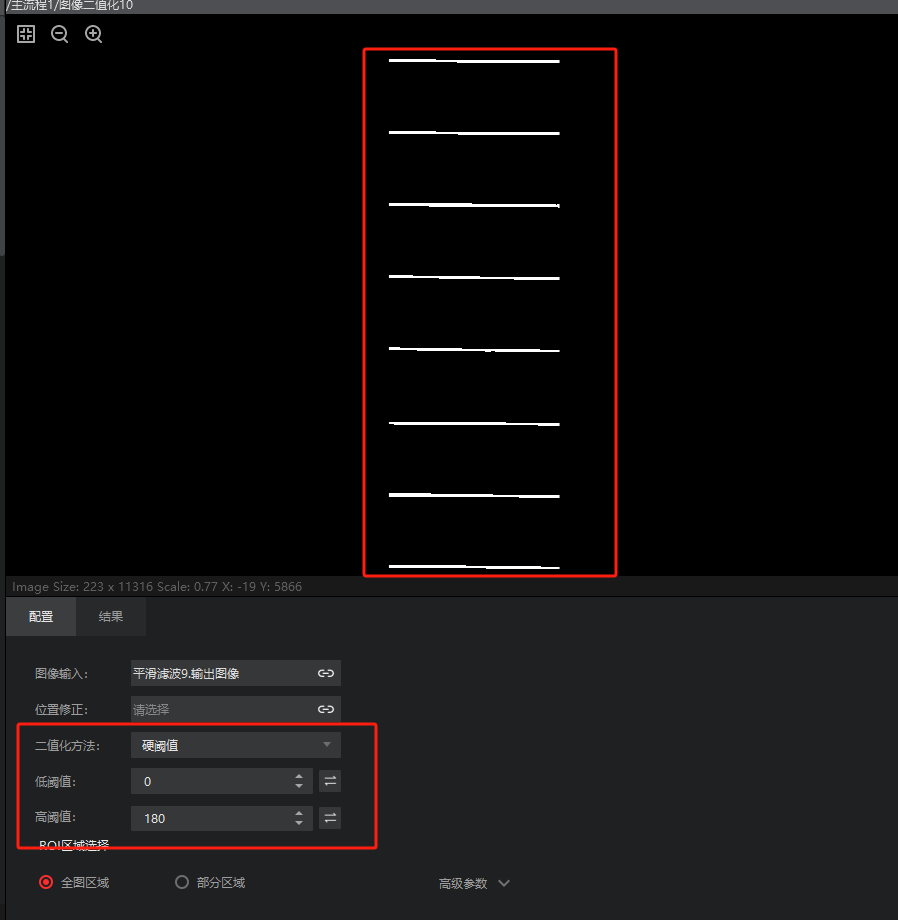 /主流程1/图像二值化10
Image Size: 223 x 11316 Scale: 0.77 X: -19 Y: 5866
配置 结果
图像输入: 平滑滤波9.输出图像
位置修正: 请选择
二值化方法: 硬阈值
低阈值: 0
高阈值: 180
ROI区域选择
全图区域 部分区域 高级参数